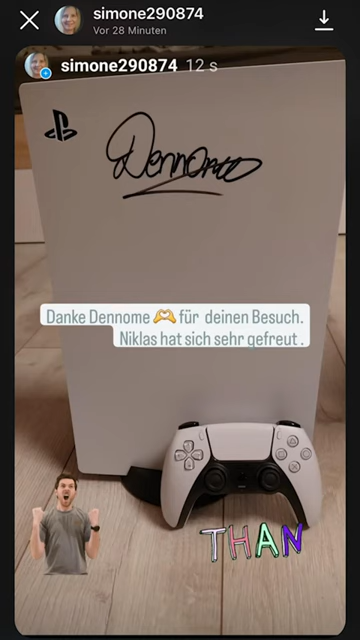 simone290874
Vor 28 Minuten
simone290874 12 s
Dennome
Danke Dennome 🫶 für deinen Besuch.
Niklas hat sich sehr gefreut .
THAN